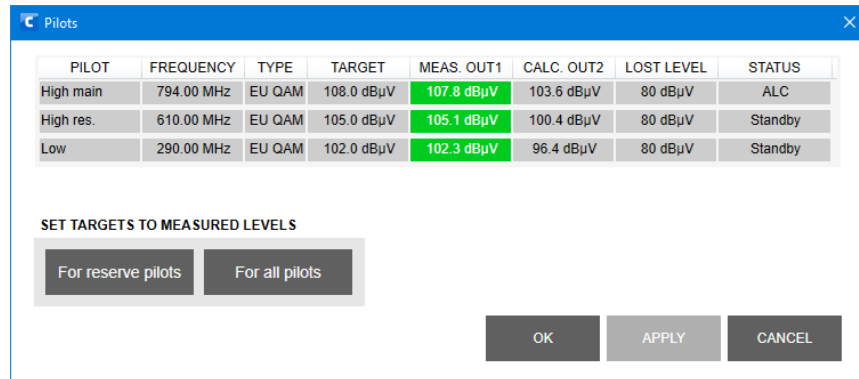 Pilots
PILOT FREQUENCY TYPE TARGET MEAS. OUT1 CALC. OUT2 LOST LEVEL STATUS
High main 794.00 MHz EU QAM 108.0 dBµV 107.8 dBµV 103.6 dBµV 80 dBµV ALC
High res. 610.00 MHz EU QAM 105.0 dBµV 105.1 dBµV 100.4 dBµV 80 dBµV Standby
Low 290.00 MHz EU QAM 102.0 dBµV 102.3 dBµV 96.4 dBµV 80 dBµV Standby
SET TARGETS TO MEASURED LEVELS
For reserve pilots For all pilots
OK APPLY CANCEL